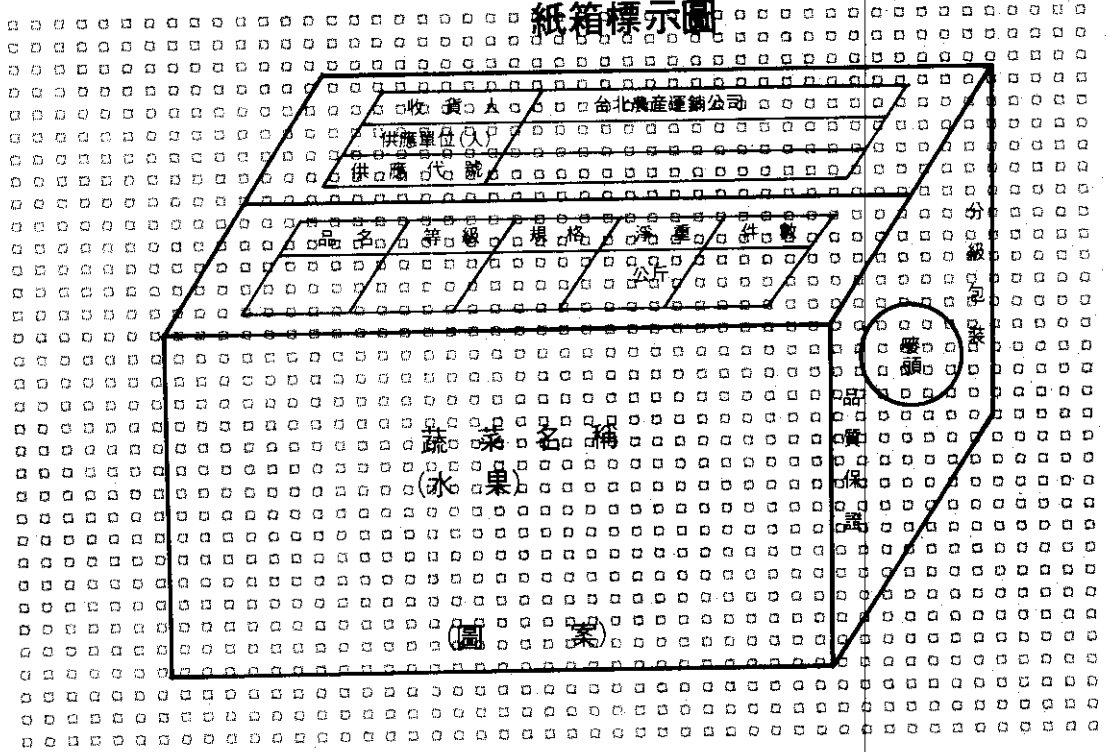 紙箱標示圖
收貨人 台北農產運銷公司
供應單位(人)
供應代號
品名 等級 規格 淨重 件數
公斤
分級包裝
嘜頭
品質保證
蔬菜名稱
(水果)
(圖案)